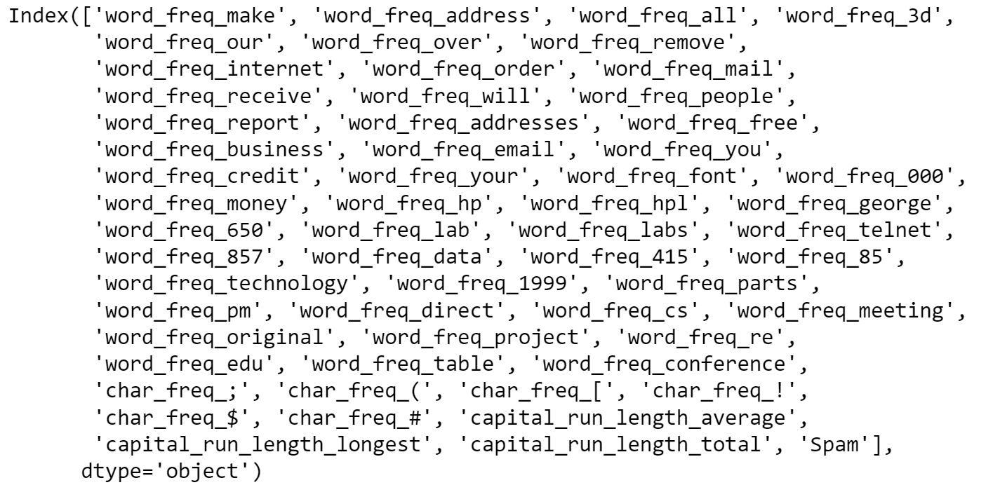 Index(['word_freq_make', 'word_freq_address', 'word_freq_all', 'word_freq_3d',
'word_freq_our', 'word_freq_over', 'word_freq_remove',
'word_freq_internet', 'word_freq_order', 'word_freq_mail',
'word_freq_receive', 'word_freq_will', 'word_freq_people',
'word_freq_report', 'word_freq_addresses', 'word_freq_free',
'word_freq_business', 'word_freq_email', 'word_freq_you',
'word_freq_credit', 'word_freq_your', 'word_freq_font', 'word_freq_000',
'word_freq_money', 'word_freq_hp', 'word_freq_hpl', 'word_freq_george',
'word_freq_650', 'word_freq_lab', 'word_freq_labs', 'word_freq_telnet',
'word_freq_857', 'word_freq_data', 'word_freq_415', 'word_freq_85',
'word_freq_technology', 'word_freq_1999', 'word_freq_parts',
'word_freq_pm', 'word_freq_direct', 'word_freq_cs', 'word_freq_meeting',
'word_freq_original', 'word_freq_project', 'word_freq_re',
'word_freq_edu', 'word_freq_table', 'word_freq_conference',
'char_freq_;', 'char_freq_(', 'char_freq_[', 'char_freq_!',
'char_freq_$', 'char_freq_#', 'capital_run_length_average',
'capital_run_length_longest', 'capital_run_length_total', 'Spam'],
dtype='object')